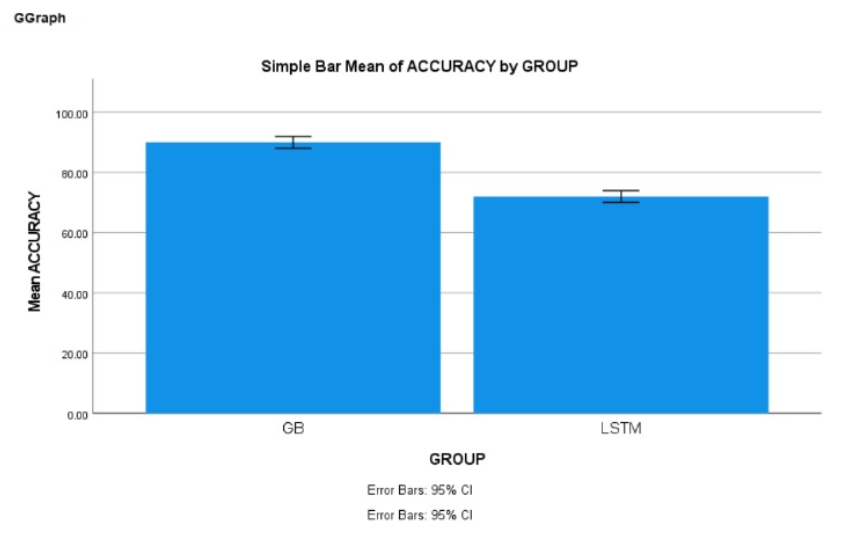 GGraph
Simple Bar Mean of ACCURACY by GROUP
Mean ACCURACY
100.00
80.00
60.00
40.00
20.00
0.00
GB
LSTM
GROUP
Error Bars: 95% CI
Error Bars: 95% CI